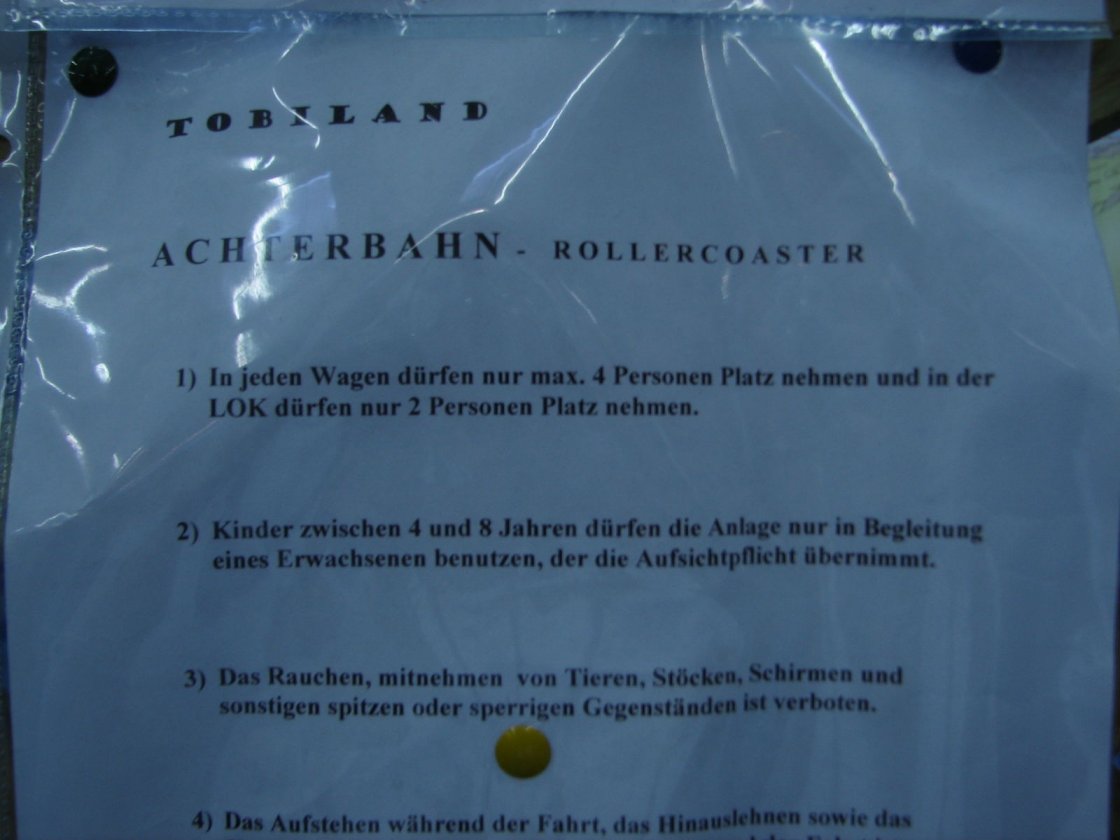 TOBILAND
ACHTERBAHN - ROLLERCOASTER
1) In jeden Wagen dürfen nur max. 4 Personen Platz nehmen und in der
LOK dürfen nur 2 Personen Platz nehmen.
2) Kinder zwischen 4 und 8 Jahren dürfen die Anlage nur in Begleitung
eines Erwachsenen benutzen, der die Aufsichtpflicht übernimmt.
3) Das Rauchen, mitnehmen von Tieren, Stöcken, Schirmen und
sonstigen spitzen oder sperrigen Gegenständen ist verboten.
4) Das Aufstehen während der Fahrt, das Hinauslehnen sowie das